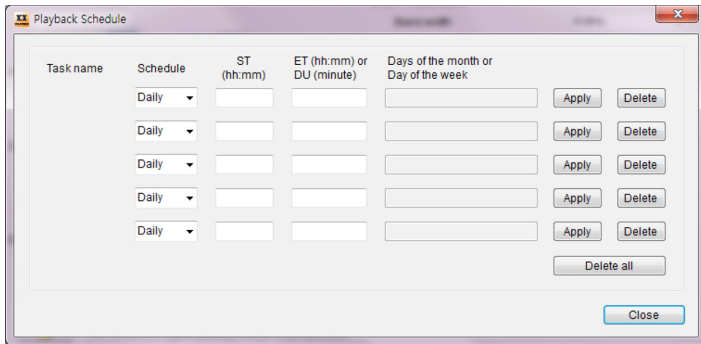 XX Playback Schedule
Task name Schedule ST (hh:mm) ET (hh:mm) or DU (minute) Days of the month or Day of the week
Daily Apply Delete
Daily Apply Delete
Daily Apply Delete
Daily Apply Delete
Daily Apply Delete
Delete all
Close